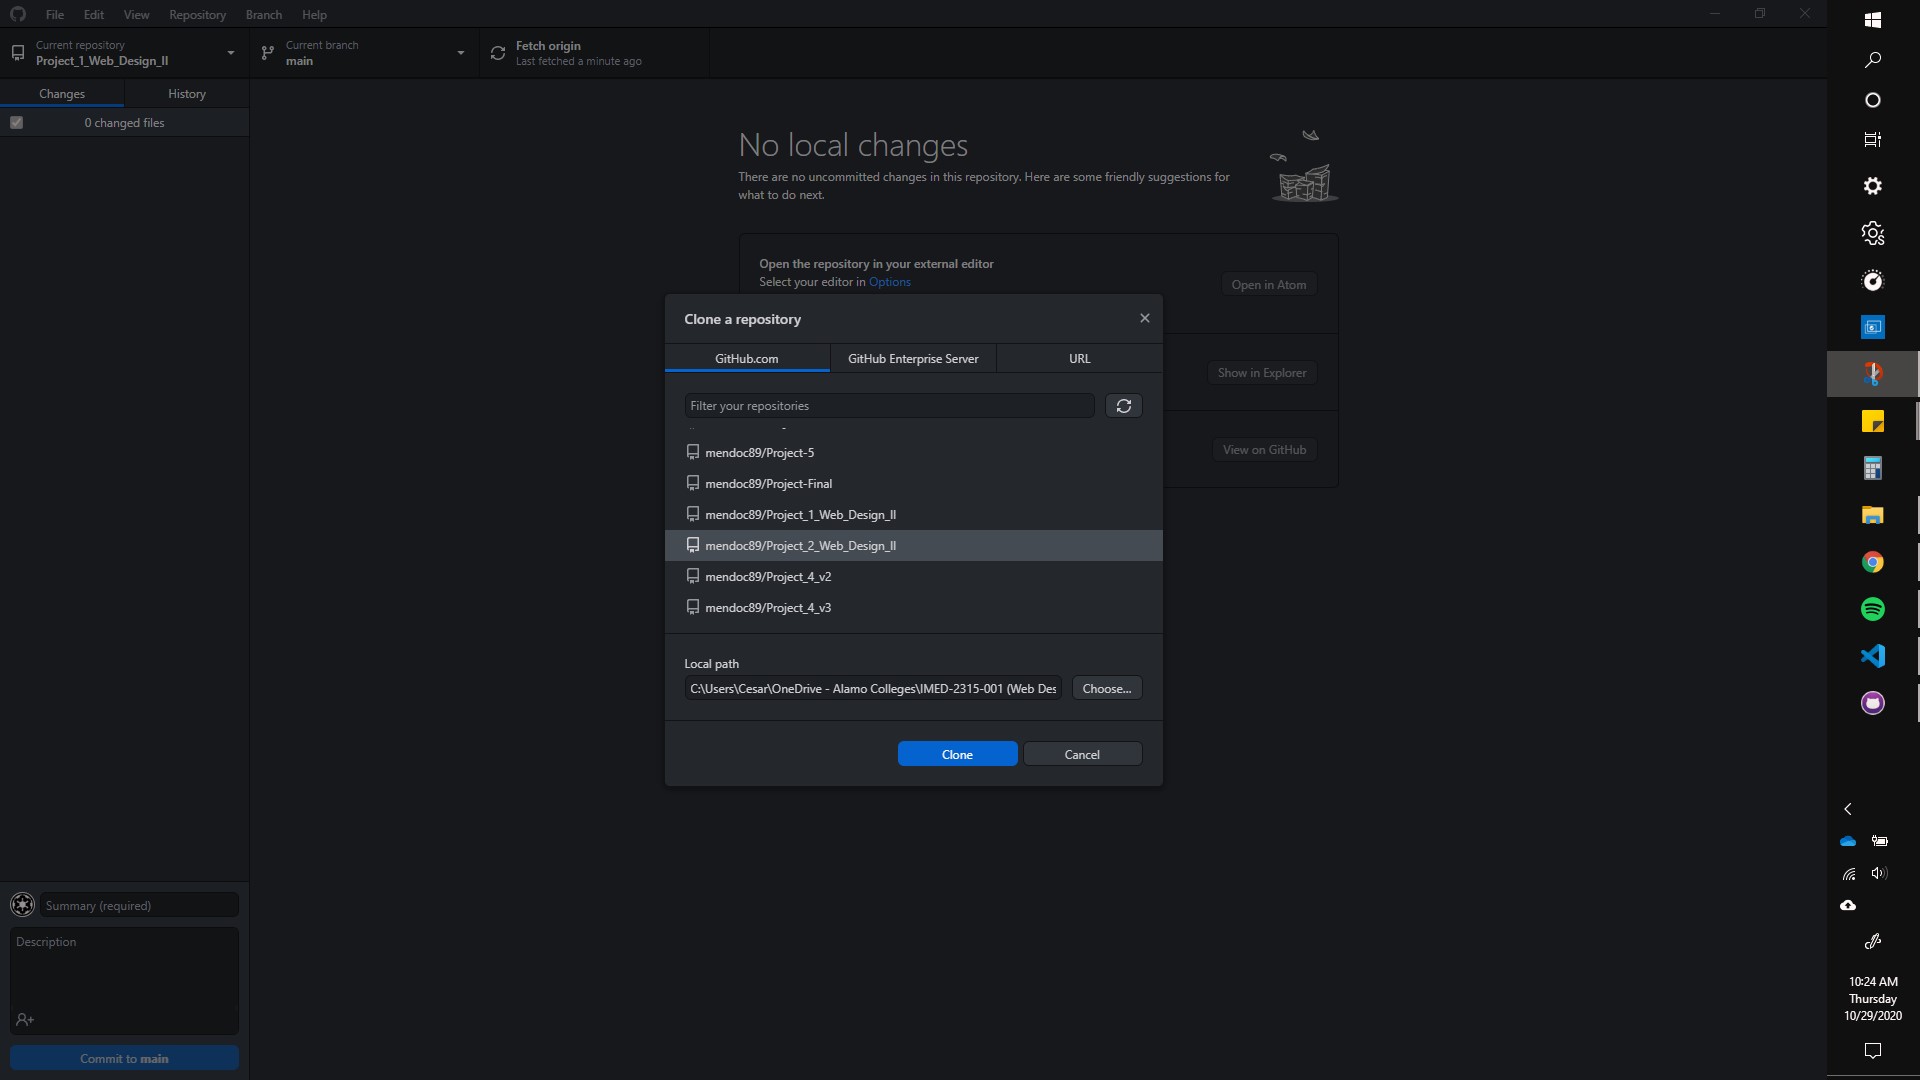 File Edit View Repository Branch Help
Current repository
Project_1_Web_Design_II
Current branch
main
Fetch origin
Last fetched a minute ago
Changes
History
0 changed files
No local changes
There are no uncommitted changes in this repository. Here are some friendly suggestions for
what to do next.
Open the repository in your external editor
Select your editor in Options
Open in Atom
Show in Explorer
View on GitHub
Clone a repository
GitHub.com
GitHub Enterprise Server
URL
Filter your repositories
mendoc89/Project-5
mendoc89/Project-Final
mendoc89/Project_1_Web_Design_II
mendoc89/Project_2_Web_Design_II
mendoc89/Project_4_v2
mendoc89/Project_4_v3
Local path
C:\Users\Cesar\OneDrive - Alamo Colleges\IMED-2315-001 (Web Des
Choose...
Clone
Cancel
Summary (required)
Description
Commit to main
10:24 AM
Thursday
10/29/2020